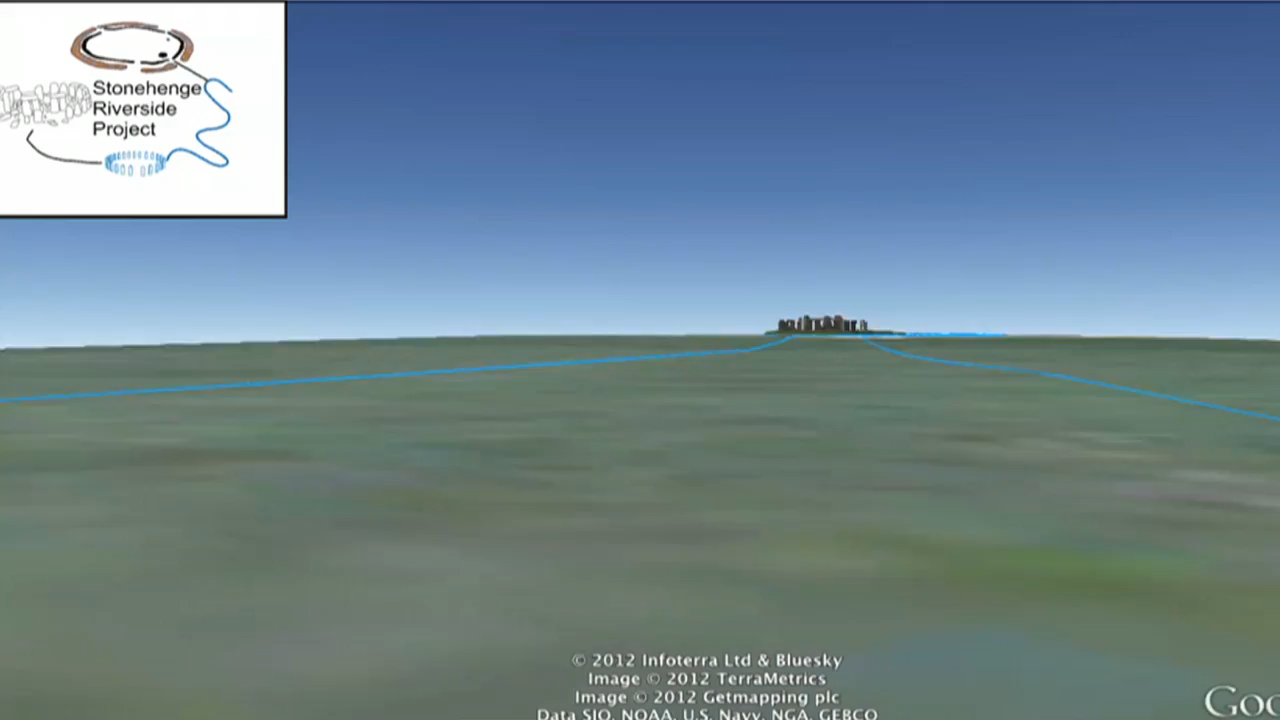 Stonehenge
Riverside
Project
© 2012 Infoterra Ltd & Bluesky
Image © 2012 TerraMetrics
Image © 2012 Getmapping plc
Data SIO, NOAA, U.S. Navy, NGA, GEBCO
Goo